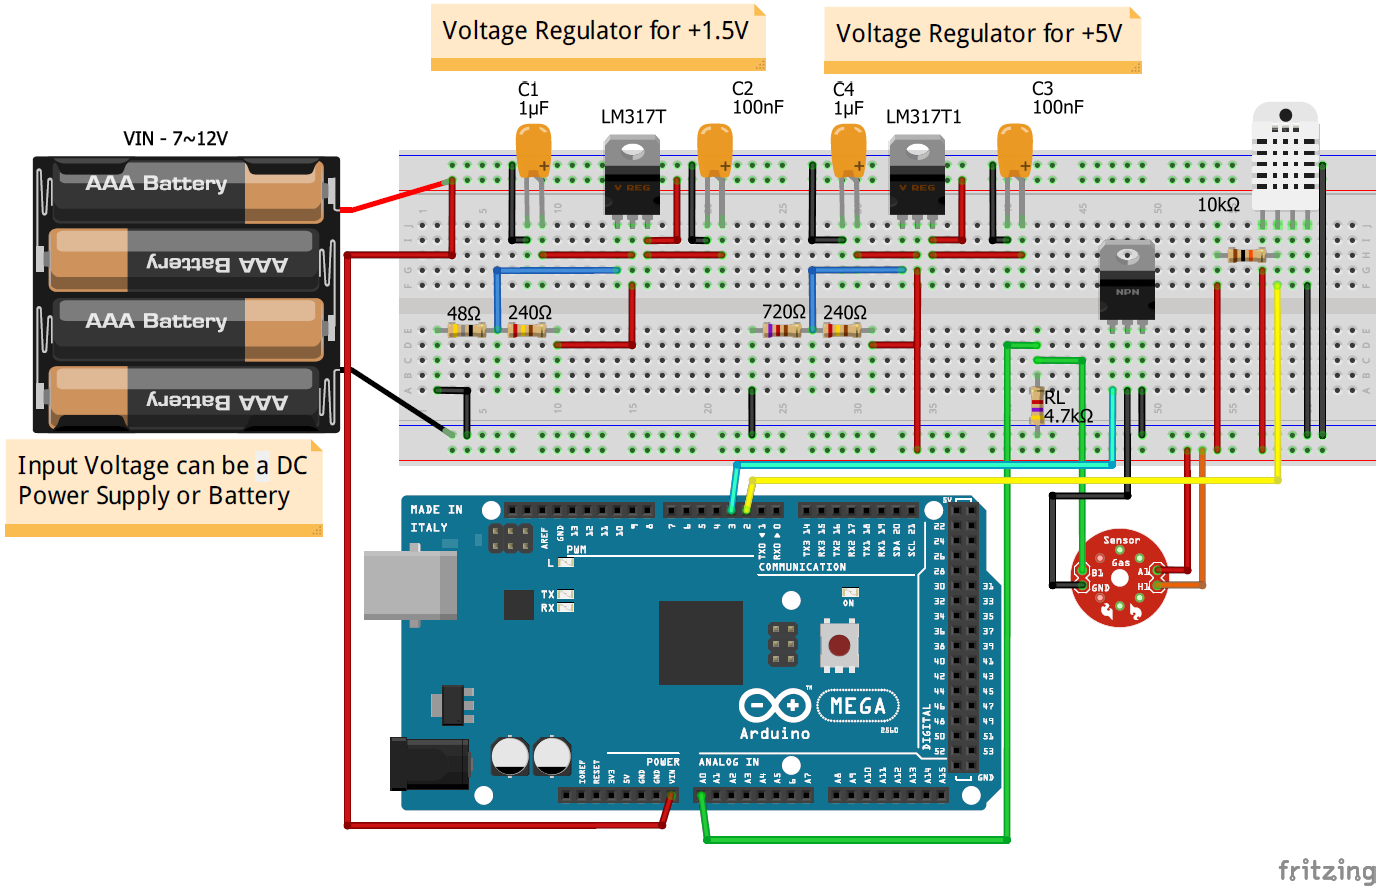 Voltage Regulator for +1.5V
Voltage Regulator for +5V
C1
1µF
LM317T
C2
100nF
C4
1µF
LM317T1
C3
100nF
VIN - 7~12V
AAA Battery
AAA Battery
AAA Battery
AAA Battery
V REG
V REG
10kΩ
NPN
48Ω
240Ω
720Ω
240Ω
RL
4.7kΩ
Input Voltage can be a DC
Power Supply or Battery
MADE IN
ITALY
AREF
GND
13
12
11
10
9
8
7
6
5
4
3
2
TX0 1
RX0 0
TX3 14
RX3 15
TX2 16
RX2 17
TX1 18
RX1 19
SDA 20
SCL 21
PWM
COMMUNICATION
L
TX
RX
ON
5V
22
24
26
28
30 31
32 33
34 35
36 37
38 39
40 41
42 43
44 45
46 47
48 49
50 51
52 53
GND
DIGITAL
Arduino
TM
MEGA
2560
POWER
ANALOG IN
IOREF
RESET
3V3
5V
GND
GND
VIN
A0
A1
A2
A3
A4
A5
6
A7
A8
A9
A10
A11
A12
A13
A14
A15
Sensor
Gas
B1
A1
GND
H1
fritzing